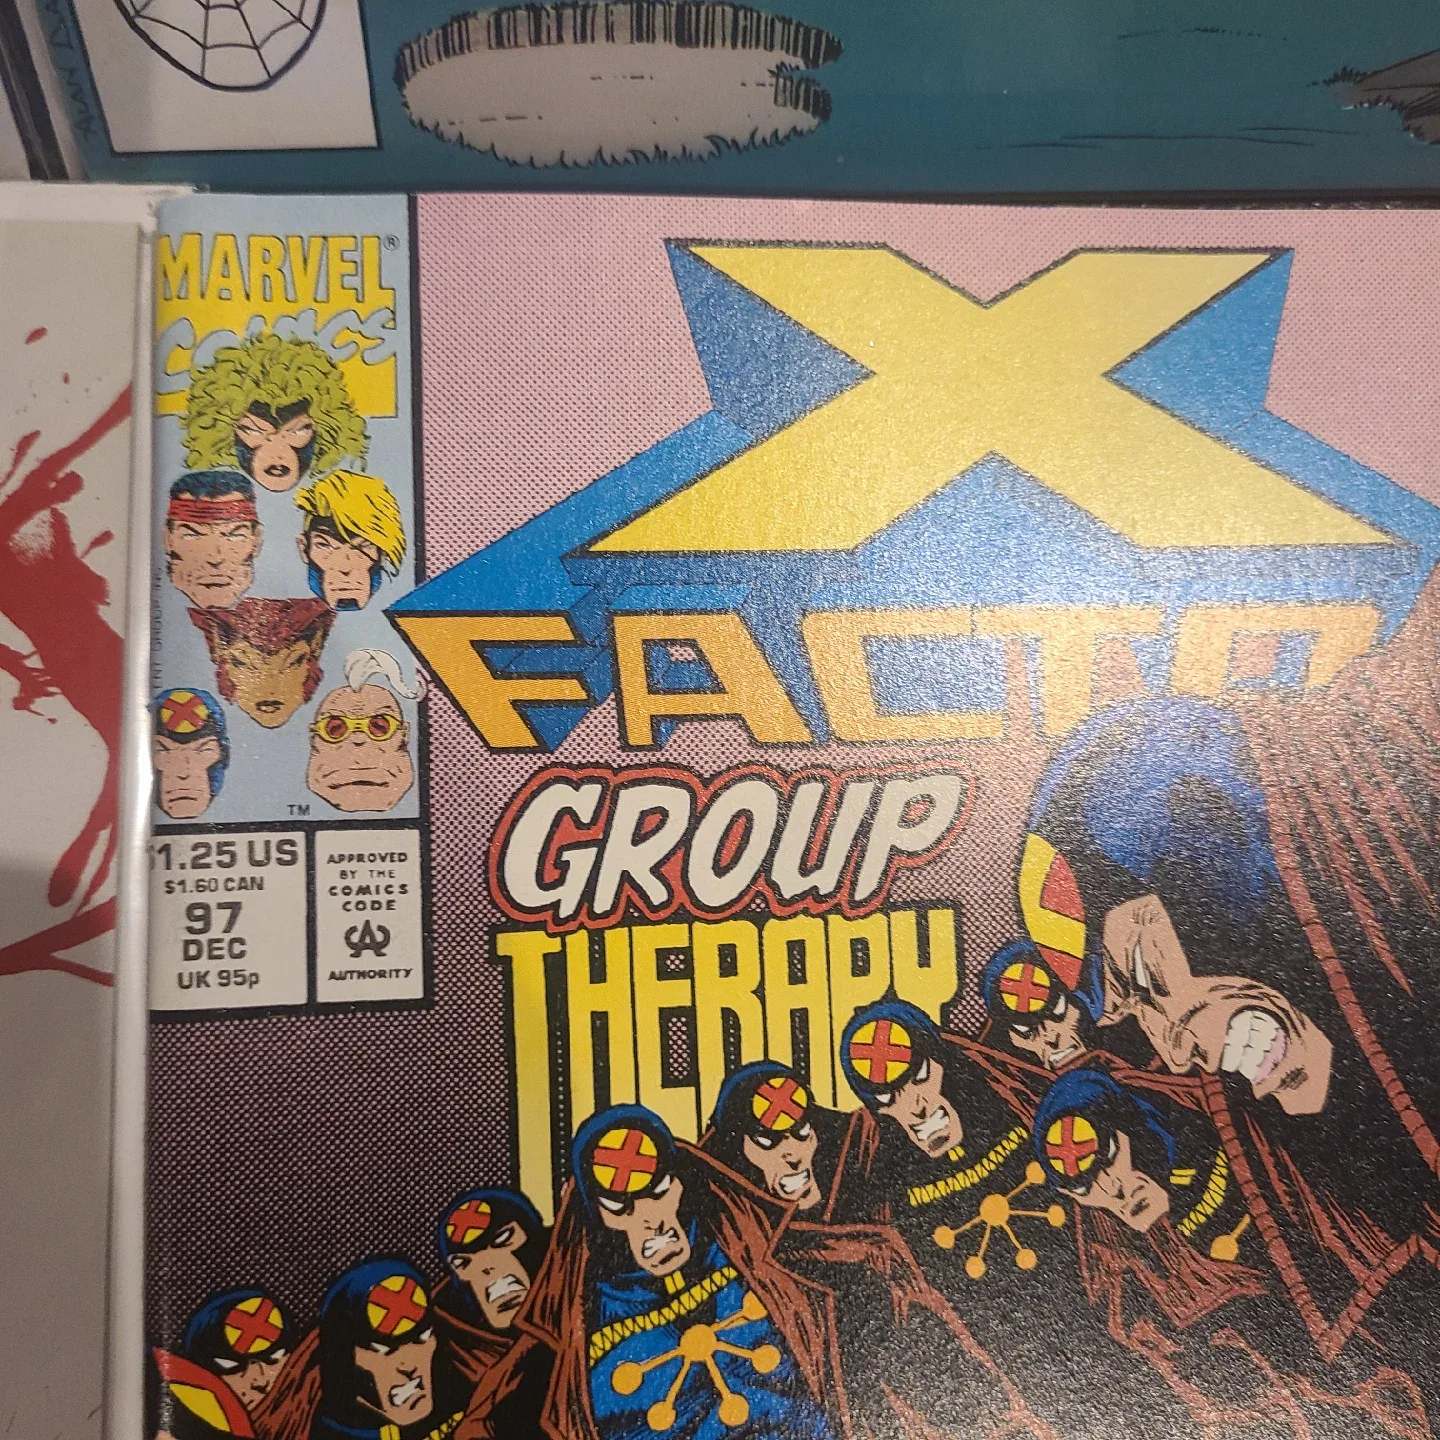 MARVEL®
COMICS
X
FACTO
GROUP
THERAPY
TM
$1.25 US
$1.60 CAN
97
DEC
UK 95p
APPROVED
BY THE
COMICS
CODE
AUTHORITY